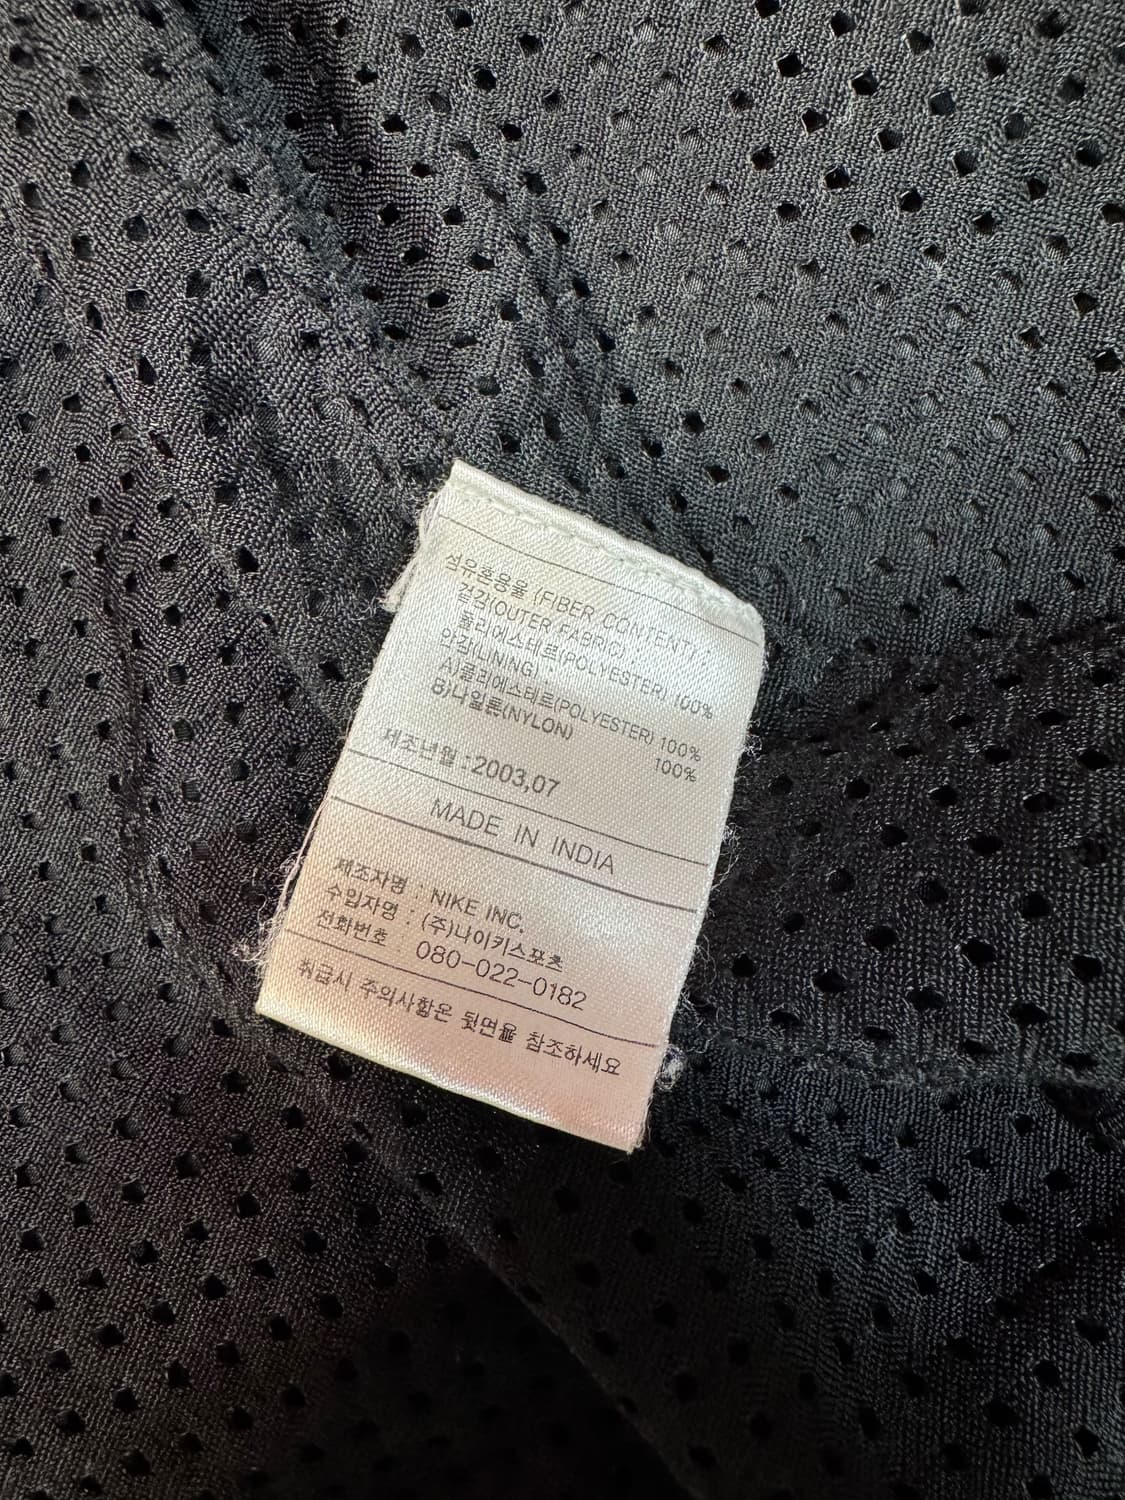 섬유혼용율 (FIBER CONTENT) :
겉감(OUTER FABRIC) :
폴리에스테르(POLYESTER) 100%
안감(LINING) :
A)폴리에스테르(POLYESTER) 100%
B)나일론(NYLON) 100%
제조년월 :2003,07
MADE IN INDIA
제조자명 : NIKE INC.
수입자명 : (주)나이키스포츠
전화번호 : 080-022-0182
취급시 주의사항은 뒷면을 참조하세요